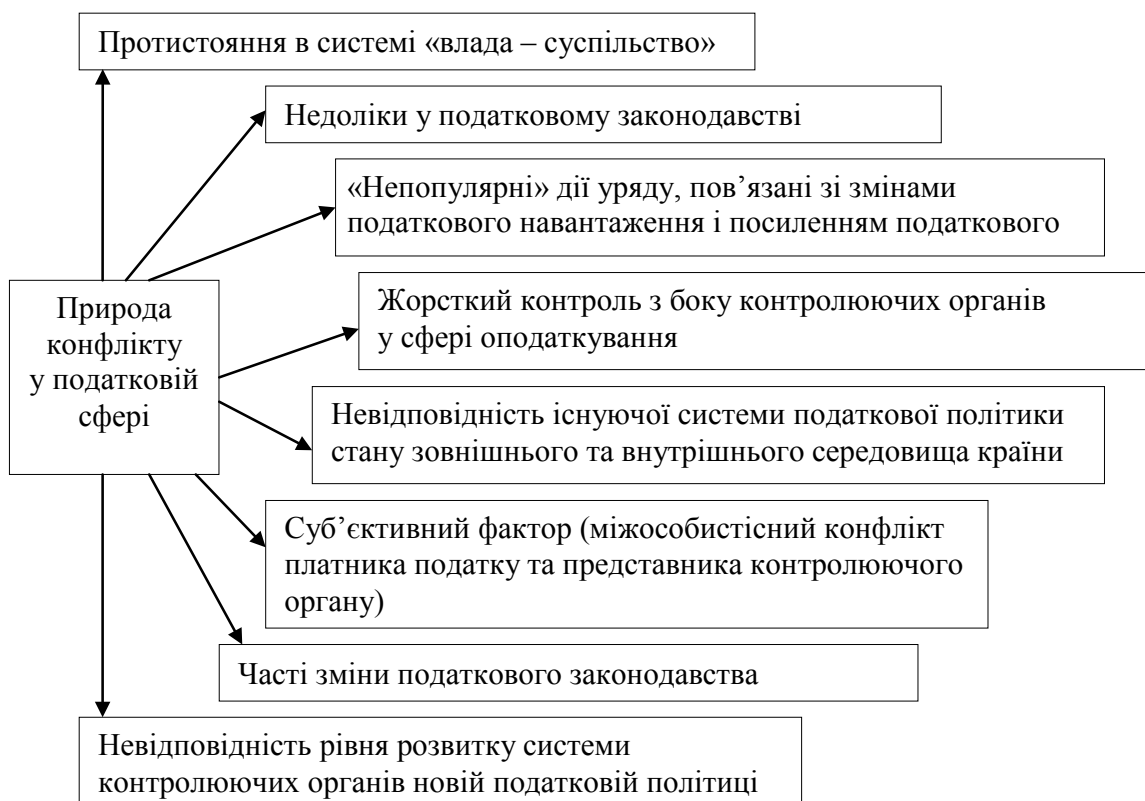 Протистояння в системі «влада – суспільство»
Недоліки у податковому законодавстві
«Непопулярні» дії уряду, пов’язані зі змінами
податкового навантаження і посиленням податкового
Природа
конфлікту
у податковій
сфері
Жорсткий контроль з боку контролюючих органів
у сфері оподаткування
Невідповідність існуючої системи податкової політики
стану зовнішнього та внутрішнього середовища країни
Суб’єктивний фактор (міжособистісний конфлікт
платника податку та представника контролюючого
органу)
Часті зміни податкового законодавства
Невідповідність рівня розвитку системи
контролюючих органів новій податковій політиці